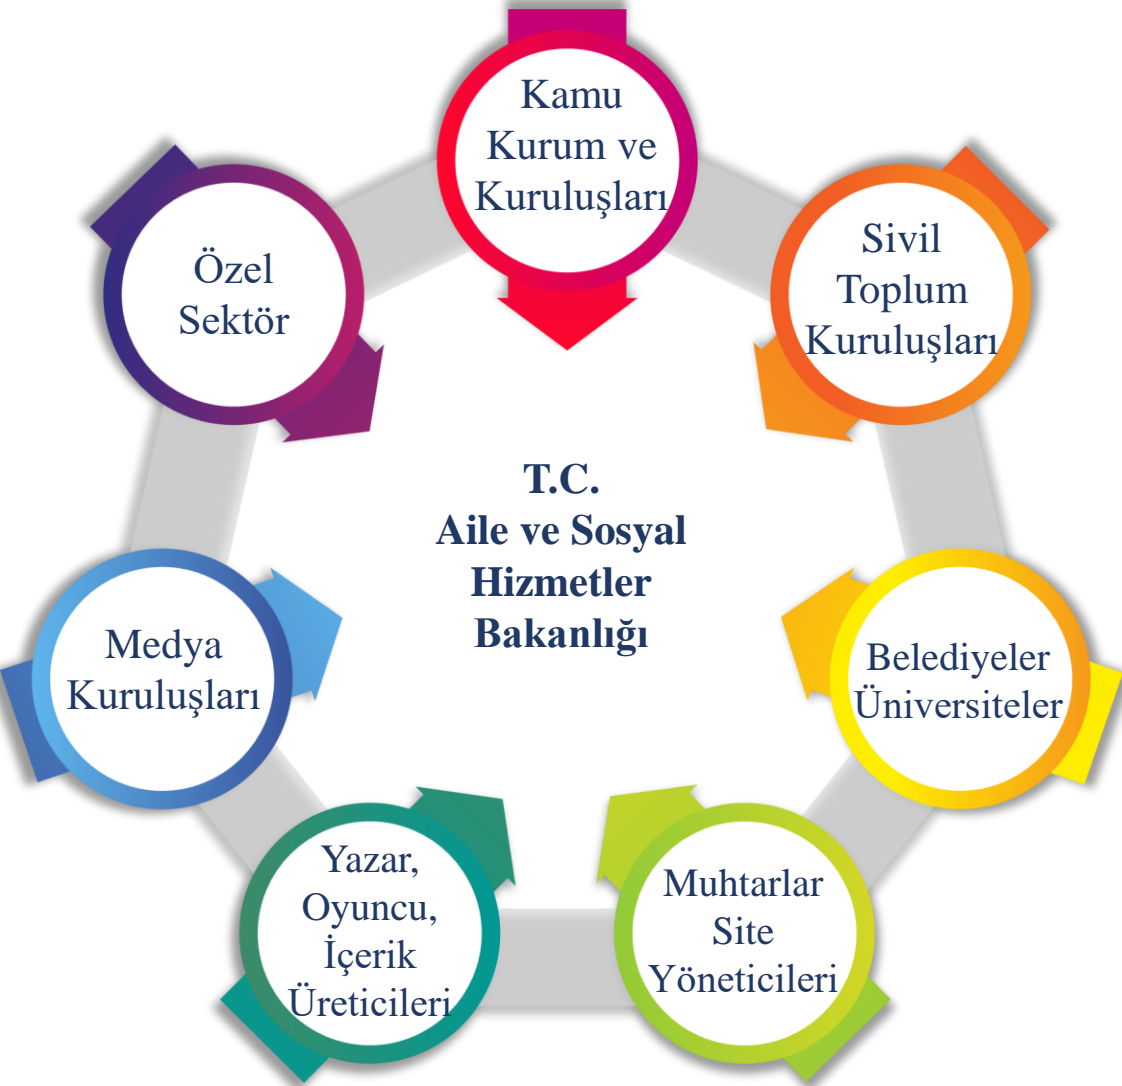 Kamu
Kurum ve
Kuruluşları
Sivil
Toplum
Kuruluşları
Belediyeler
Üniversiteler
Muhtarlar
Site
Yöneticileri
Yazar,
Oyuncu,
İçerik
Üreticileri
Medya
Kuruluşları
Özel
Sektör
T.C.
Aile ve Sosyal
Hizmetler
Bakanlığı